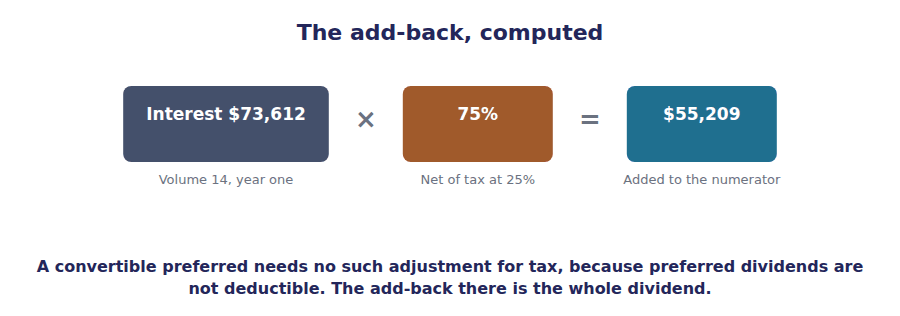 The add-back, computed
Interest $73,612 × 75% = $55,209
Volume 14, year one Net of tax at 25% Added to the numerator
A convertible preferred needs no such adjustment for tax, because preferred dividends are
not deductible. The add-back there is the whole dividend.